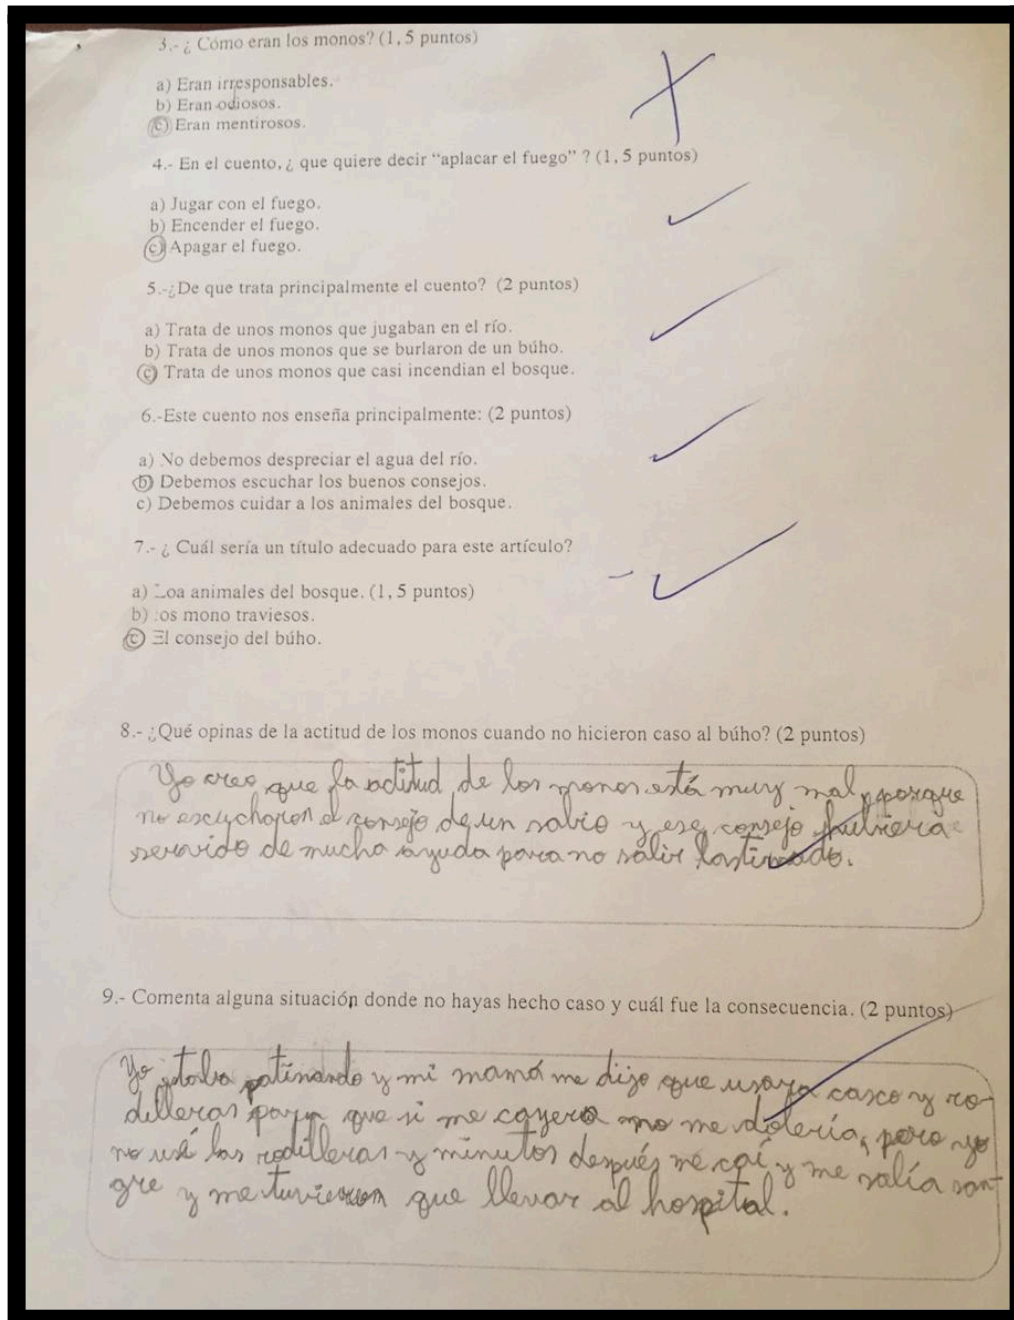 3.- ¿ Cómo eran los monos? (1,5 puntos)
a) Eran irresponsables.
b) Eran odiosos.
c) Eran mentirosos.
4.- En el cuento, ¿ que quiere decir “aplacar el fuego” ? (1,5 puntos)
a) Jugar con el fuego.
b) Encender el fuego.
c) Apagar el fuego.
5.-¿De que trata principalmente el cuento? (2 puntos)
a) Trata de unos monos que jugaban en el río.
b) Trata de unos monos que se burlaron de un búho.
c) Trata de unos monos que casi incendian el bosque.
6.-Este cuento nos enseña principalmente: (2 puntos)
a) No debemos despreciar el agua del río.
b) Debemos escuchar los buenos consejos.
c) Debemos cuidar a los animales del bosque.
7.- ¿ Cuál sería un título adecuado para este artículo?
a) Loa animales del bosque. (1,5 puntos)
b) los mono traviesos.
c) El consejo del búho.
8.- ¿Qué opinas de la actitud de los monos cuando no hicieron caso al búho? (2 puntos)
Yo creo que la actitud de los monos está muy mal, porque
no escucharon el consejo de un sabio y ese consejo hubiera
servido de mucha ayuda para no salir lastimado.
9.- Comenta alguna situación donde no hayas hecho caso y cuál fue la consecuencia. (2 puntos)
Yo estaba patinando y mi mamá me dijo que usara casco y ro-
dilleras para que si me cayera no me dolería, pero yo
no usé las rodilleras y minutos después me caí y me salía san-
gre y me tuvieron que llevar al hospital.